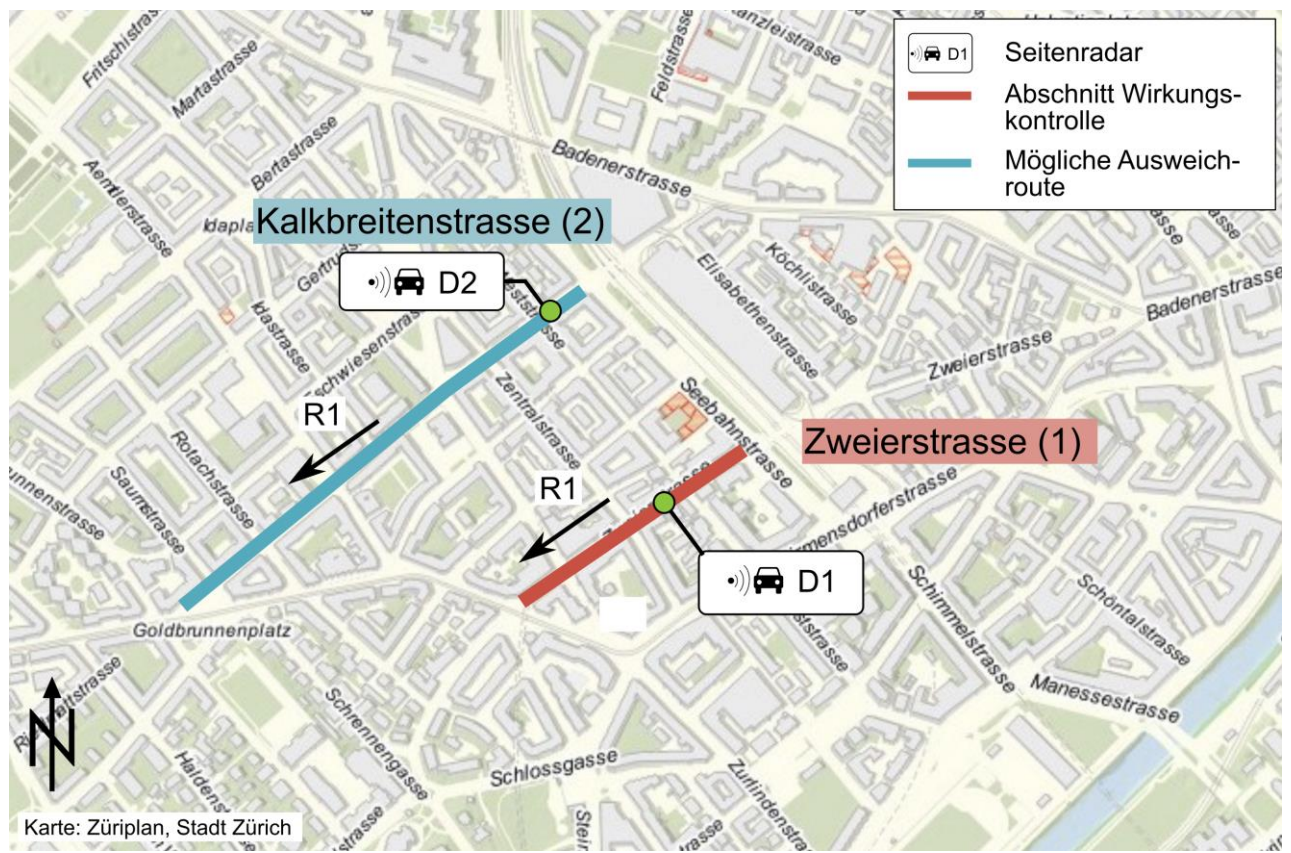 D1 Seitenradar
Abschnitt Wirkungs-
kontrolle
Mögliche Ausweich-
route
Fritschistrasse
Martastrasse
Feldstrasse
Bertastrasse
Badenerstrasse
Aemtlerstrasse
Kalkbreitenstrasse (2)
D2
Köchlistrasse
Elisabethenstrasse
Badenerstrasse
Idastrasse
Zweierstrasse
R1
Zentralstrasse
Seebahnstrasse
Zweierstrasse (1)
Rotachstrasse
Saumstrasse
R1
D1
Schimmelstrasse
Schöntalstrasse
Goldbrunnenplatz
Manessestrasse
Schrennengasse
Schlossgasse
Zurlindenstrasse
N
Karte: Züriplan, Stadt Zürich